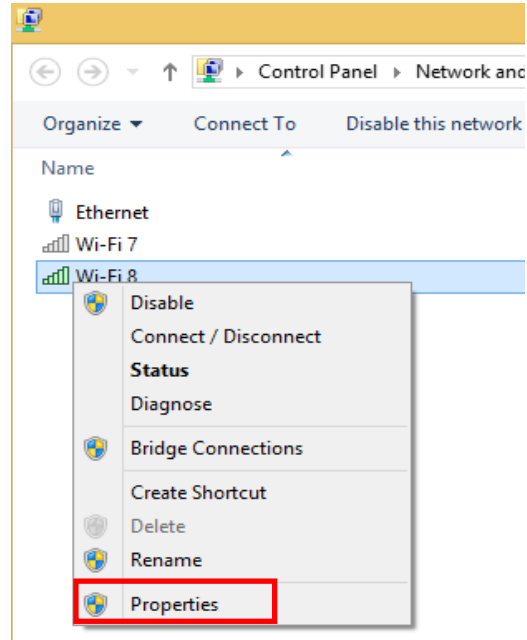 Control Panel Network and
Organize Connect To Disable this network
Name
Ethernet
Wi-Fi 7
Wi-Fi 8
Disable
Connect / Disconnect
Status
Diagnose
Bridge Connections
Create Shortcut
Delete
Rename
Properties